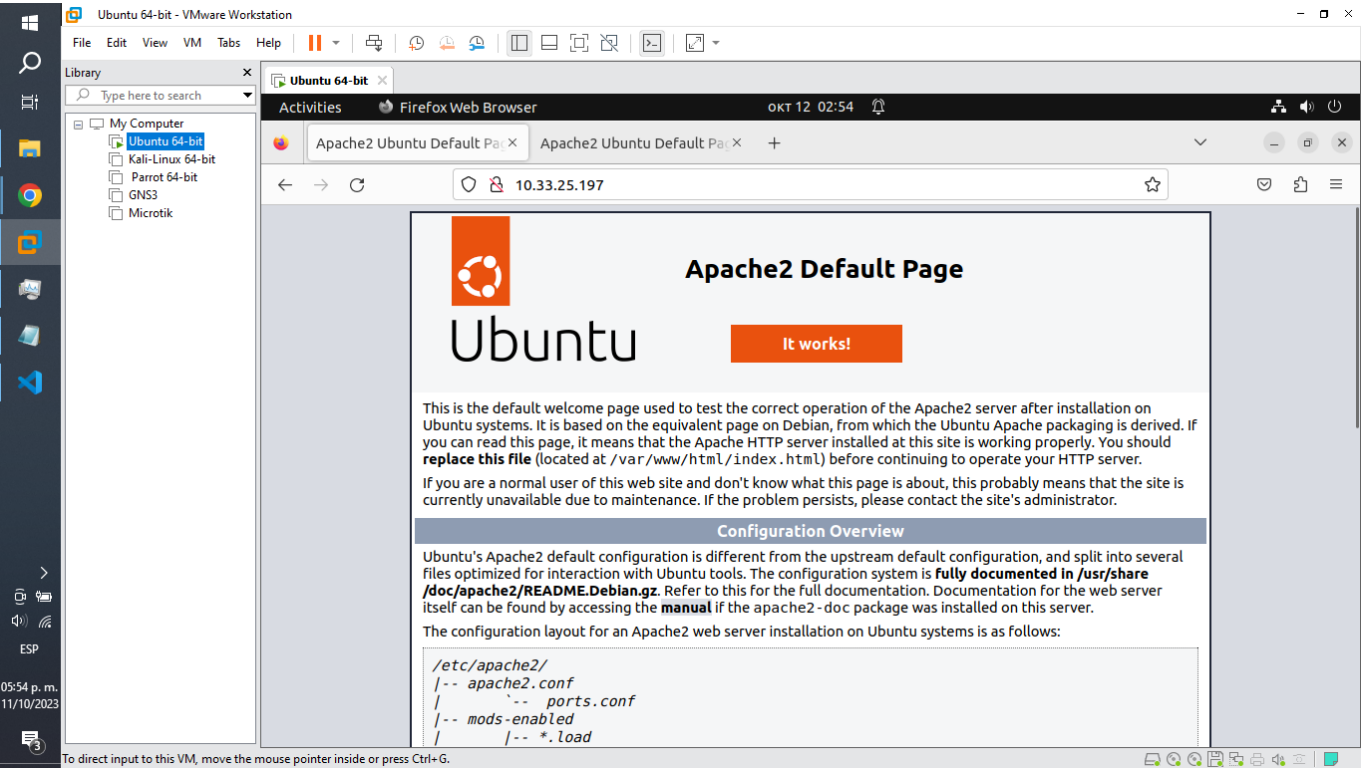 Ubuntu 64-bit - VMware Workstation
File Edit View VM Tabs Help
Library
Type here to search
My Computer
Ubuntu 64-bit
Kali-Linux 64-bit
Parrot 64-bit
GNS3
Microtik
Ubuntu 64-bit
Activities Firefox Web Browser окт 12 02:54
Apache2 Ubuntu Default Pag Apache2 Ubuntu Default Pag
10.33.25.197
Ubuntu
Apache2 Default Page
It works!
This is the default welcome page used to test the correct operation of the Apache2 server after installation on
Ubuntu systems. It is based on the equivalent page on Debian, from which the Ubuntu Apache packaging is derived. If
you can read this page, it means that the Apache HTTP server installed at this site is working properly. You should
replace this file (located at /var/www/html/index.html) before continuing to operate your HTTP server.
If you are a normal user of this web site and don't know what this page is about, this probably means that the site is
currently unavailable due to maintenance. If the problem persists, please contact the site's administrator.
Configuration Overview
Ubuntu's Apache2 default configuration is different from the upstream default configuration, and split into several
files optimized for interaction with Ubuntu tools. The configuration system is fully documented in /usr/share
/doc/apache2/README.Debian.gz. Refer to this for the full documentation. Documentation for the web server
itself can be found by accessing the manual if the apache2-doc package was installed on this server.
The configuration layout for an Apache2 web server installation on Ubuntu systems is as follows:
/etc/apache2/
|-- apache2.conf
|       `--  ports.conf
|-- mods-enabled
|       |-- *.load
ESP
05:54 p. m.
11/10/2023
3
To direct input to this VM, move the mouse pointer inside or press Ctrl+G.